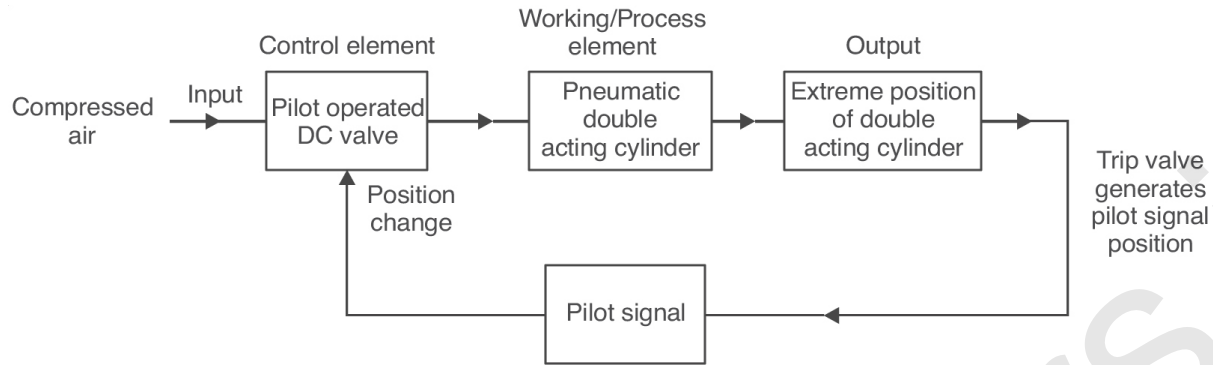 Working/Process
element
Control element
Output
Compressed
air
Input
Pilot operated
DC valve
Pneumatic
double
acting cylinder
Extreme position
of double
acting cylinder
Position
change
Trip valve
generates
pilot signal
position
Pilot signal